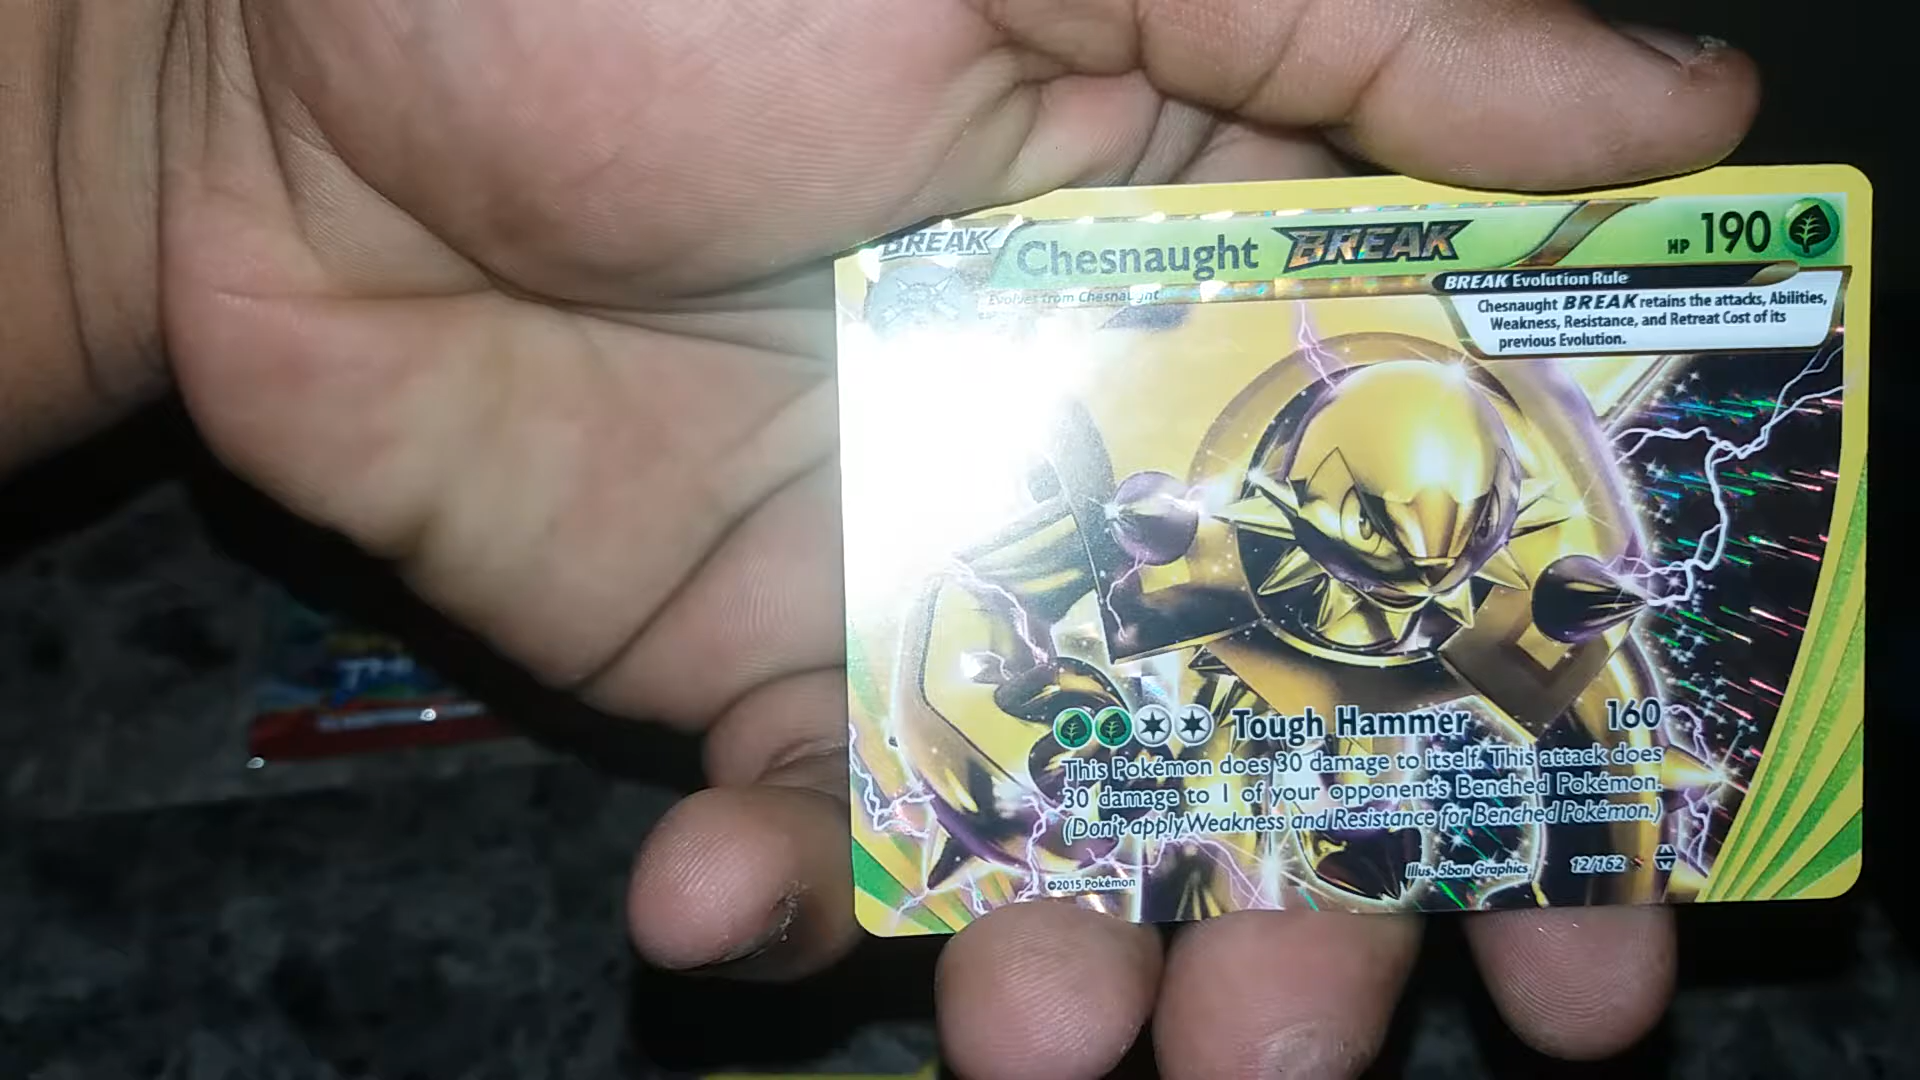 BREAK
Chesnaught BREAK
HP 190
Evolves from Chesnaught
BREAK Evolution Rule
Chesnaught BREAK retains the attacks, Abilities,
Weakness, Resistance, and Retreat Cost of its
previous Evolution.
Tough Hammer 160
This Pokémon does 30 damage to itself. This attack does
30 damage to 1 of your opponent's Benched Pokémon.
(Don't apply Weakness and Resistance for Benched Pokémon.)
©2015 Pokémon
Illus. 5ban Graphics
12/162